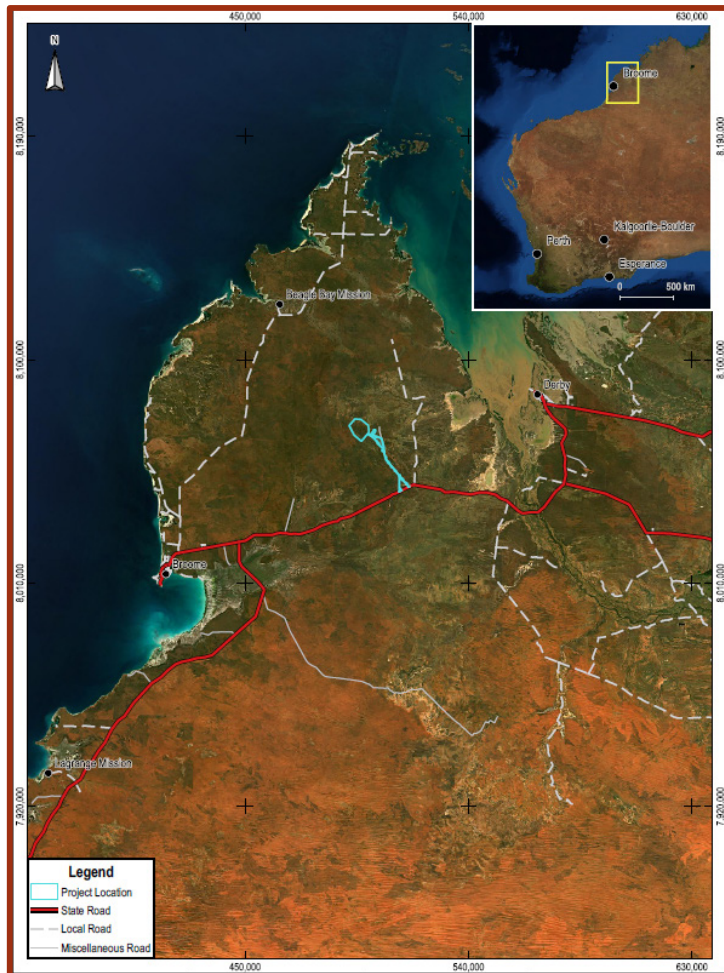 450,000
540,000
630,000
N
Broome
8,190,000
8,190,000
Kalgoorlie-Boulder
Perth
Esperance
0
500 km
Beagle Bay Mission
8,100,000
8,100,000
Derby
Broome
8,010,000
8,010,000
Lagrange Mission
7,920,000
7,920,000
Legend
Project Location
State Road
Local Road
Miscellaneous Road
450,000
540,000
630,000